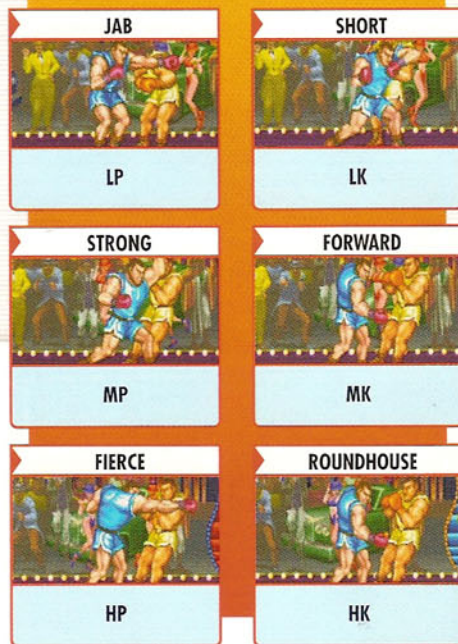 JAB
SHORT
LP
LK
STRONG
FORWARD
MP
MK
FIERCE
ROUNDHOUSE
HP
HK